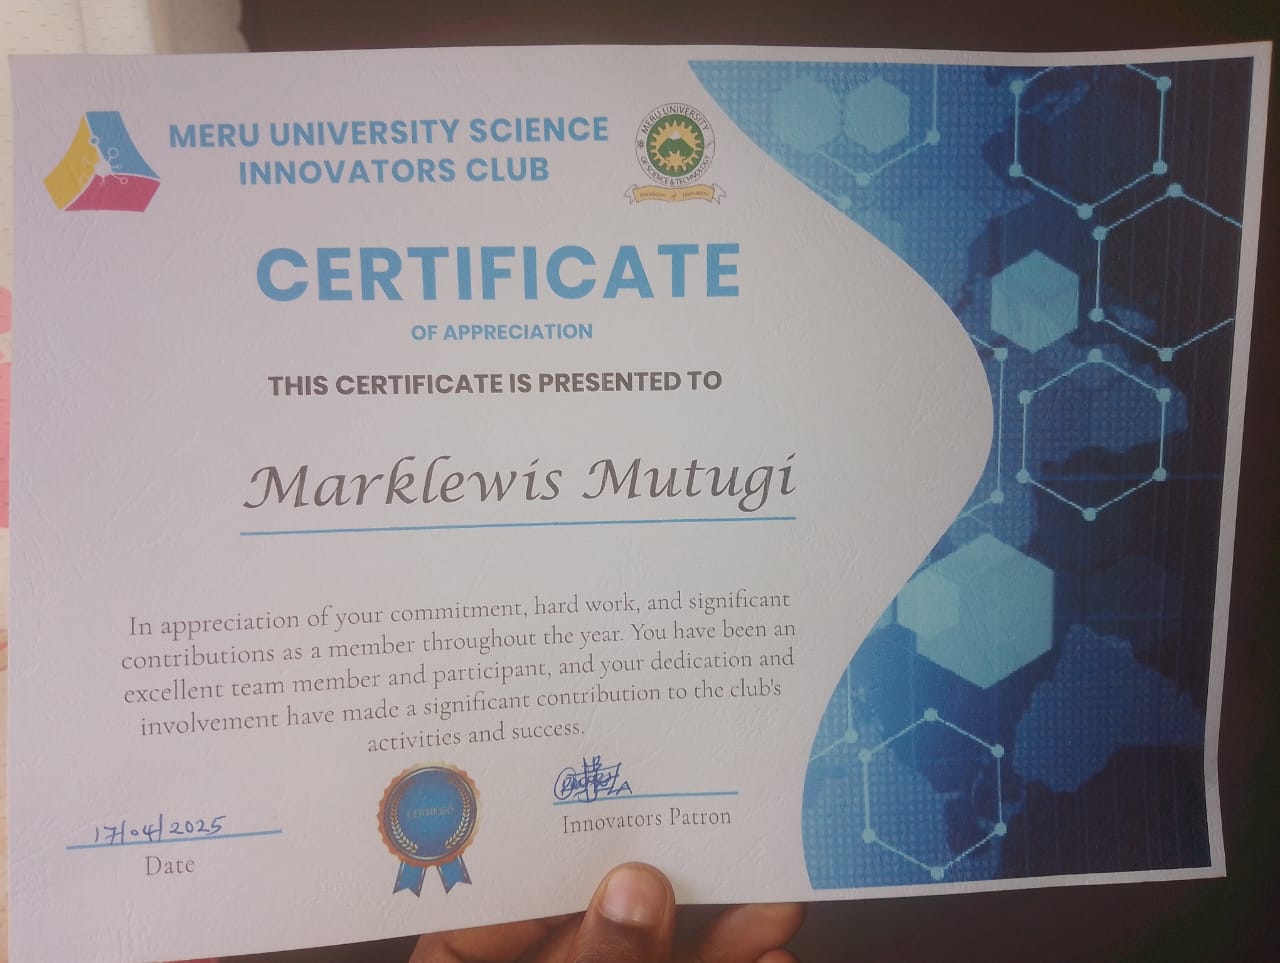 MERU UNIVERSITY SCIENCE
INNOVATORS CLUB
MERU UNIVERSITY
OF SCIENCE & TECHNOLOGY
CERTIFICATE
OF APPRECIATION
THIS CERTIFICATE IS PRESENTED TO
Marklewis Mutugi
In appreciation of your commitment, hard work, and significant
contributions as a member throughout the year. You have been an
excellent team member and participant, and your dedication and
involvement have made a significant contribution to the club's
activities and success.
17/04/2025
Date
CERTIFIED
Innovators Patron